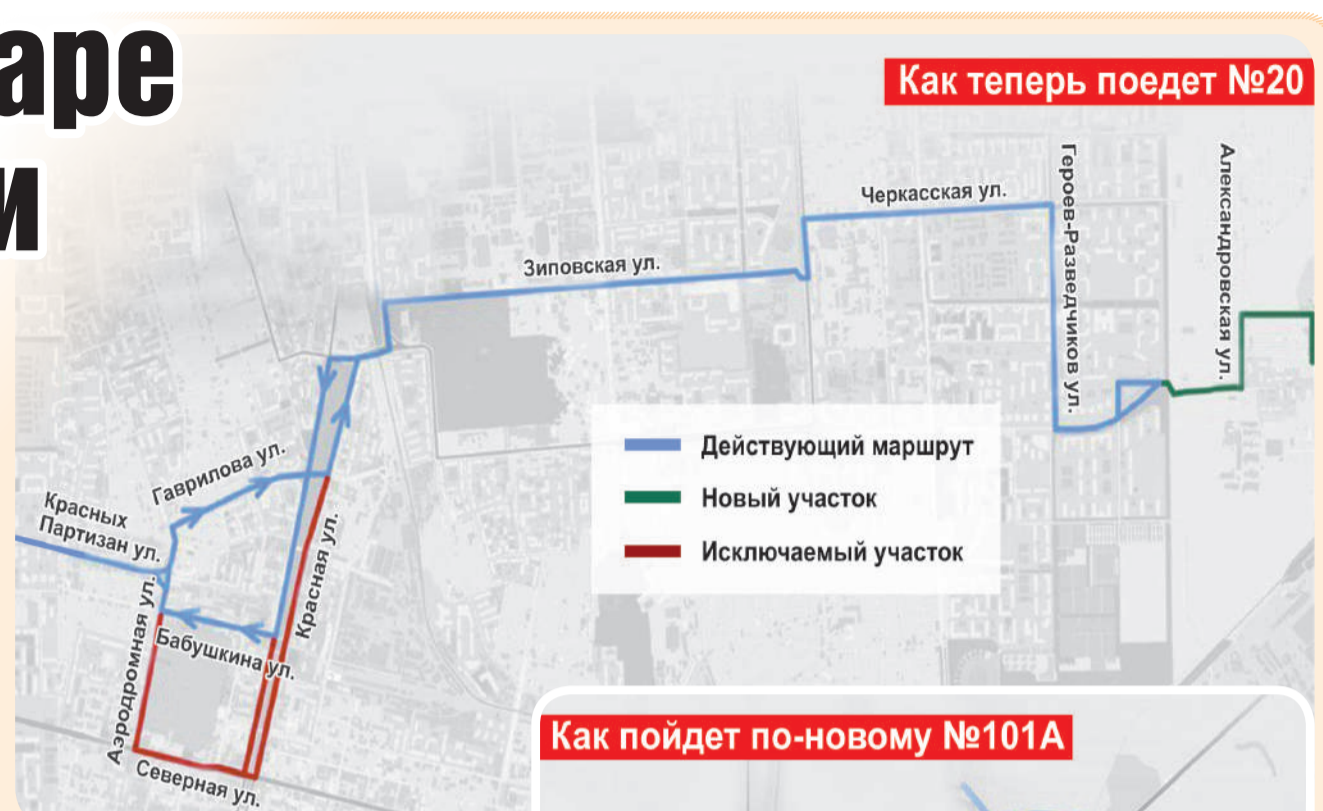 аре
и
Как теперь поедет №20
Черкасская ул.
Героев-Разведчиков ул.
Александровская ул.
Зиповская ул.
Действующий маршрут
Новый участок
Исключаемый участок
Гаврилова ул.
Красных
Партизан ул.
Красная ул.
Аэродромная ул.
Бабушкина ул.
Северная ул.
Как пойдет по-новому №101А